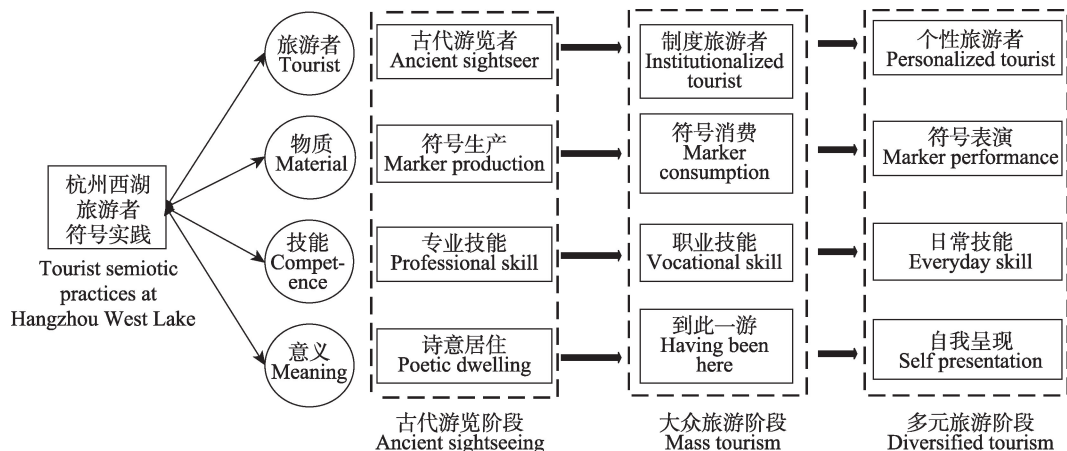 杭州西湖
旅游者
符号实践
Tourist semiotic
practices at
Hangzhou West Lake
旅游者
Tourist
物质
Material
技能
Compet-
ence
意义
Meaning
古代游览者
Ancient sightseer
符号生产
Marker production
专业技能
Professional skill
诗意居住
Poetic dwelling
古代游览阶段
Ancient sightseeing
制度旅游者
Institutionalized
tourist
符号消费
Marker
consumption
职业技能
Vocational skill
到此一游
Having been
here
大众旅游阶段
Mass tourism
个性旅游者
Personalized tourist
符号表演
Marker performance
日常技能
Everyday skill
自我呈现
Self presentation
多元旅游阶段
Diversified tourism